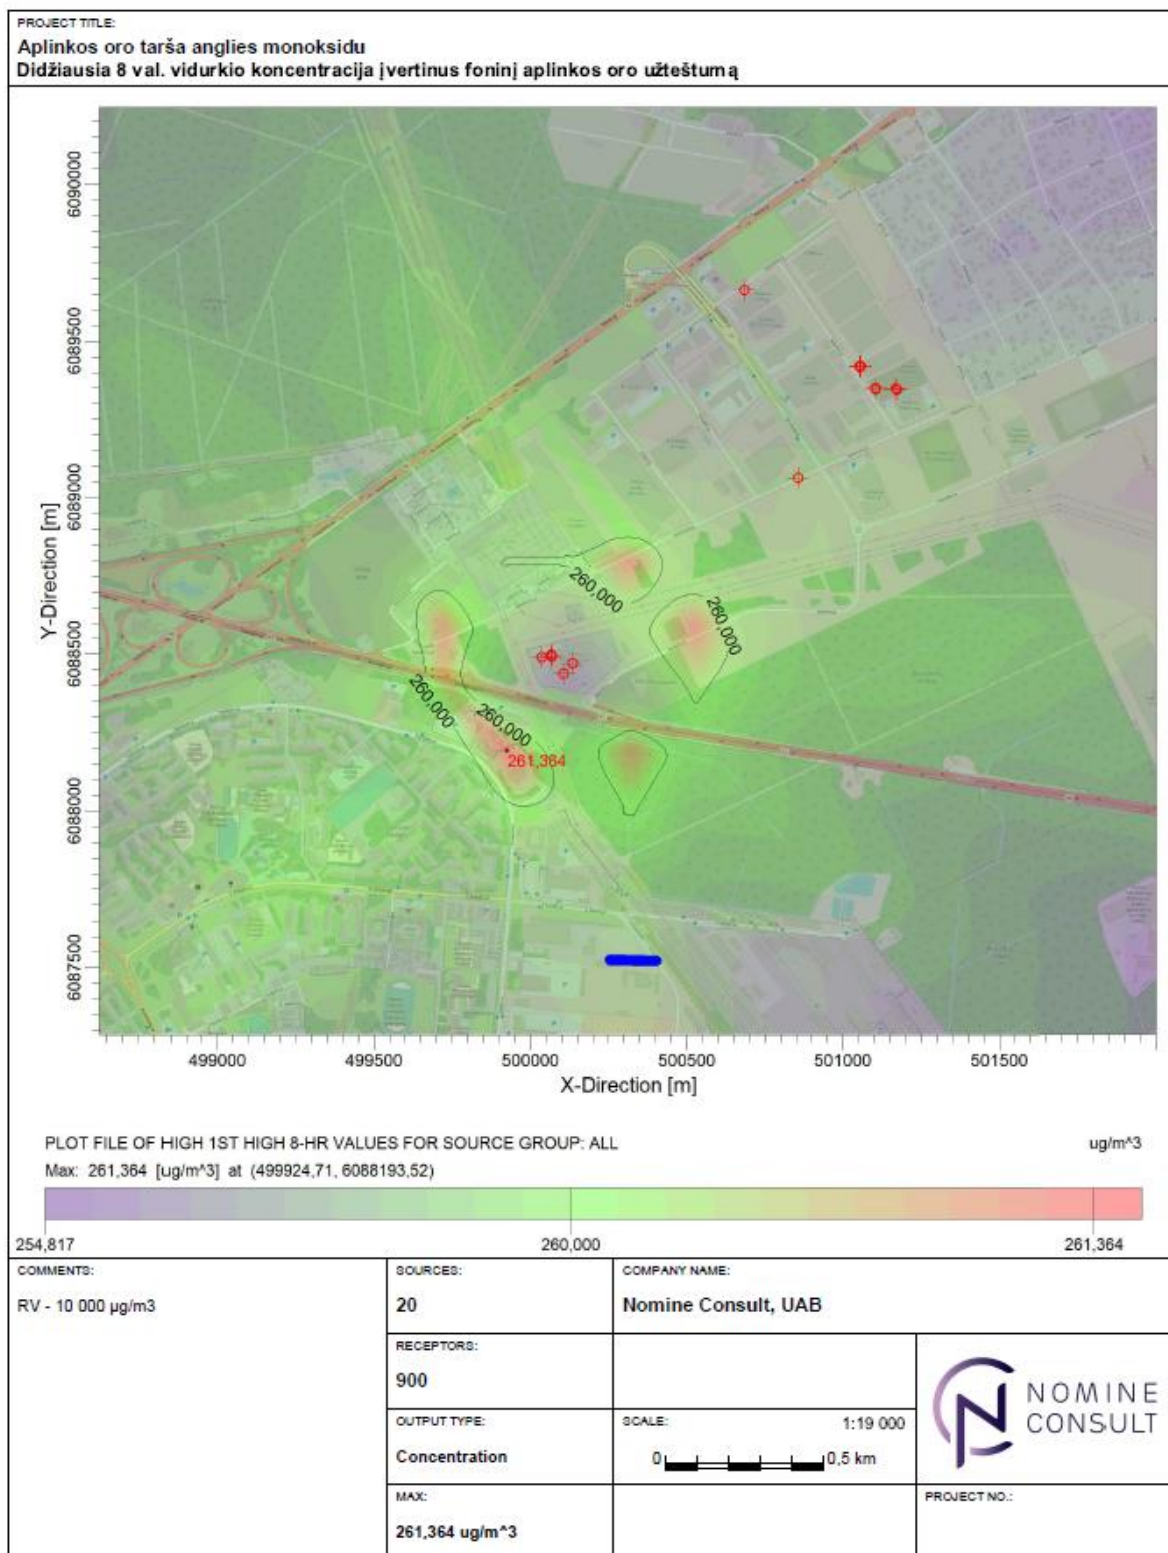 PROJECT TITLE:
Aplinkos oro tarša anglies monoksidu
Didžiausia 8 val. vidurkio koncentracija įvertinus foninį aplinkos oro užteštumą
6090000
6089500
6089000
6088500
6088000
6087500
Y-Direction [m]
260,000
260,000
260,000
260,000
261,364
499000 499500 500000 500500 501000 501500
X-Direction [m]
PLOT FILE OF HIGH 1ST HIGH 8-HR VALUES FOR SOURCE GROUP: ALL
ug/m^3
Max: 261,364 [ug/m^3] at (499924,71, 6088193,52)
254,817 260,000 261,364
COMMENTS:
RV - 10 000 µg/m3
SOURCES:
20
COMPANY NAME:
Nomine Consult, UAB
RECEPTORS:
900
OUTPUT TYPE:
Concentration
SCALE: 1:19 000
0 0,5 km
NOMINE
CONSULT
MAX:
261,364 ug/m^3
PROJECT NO.: